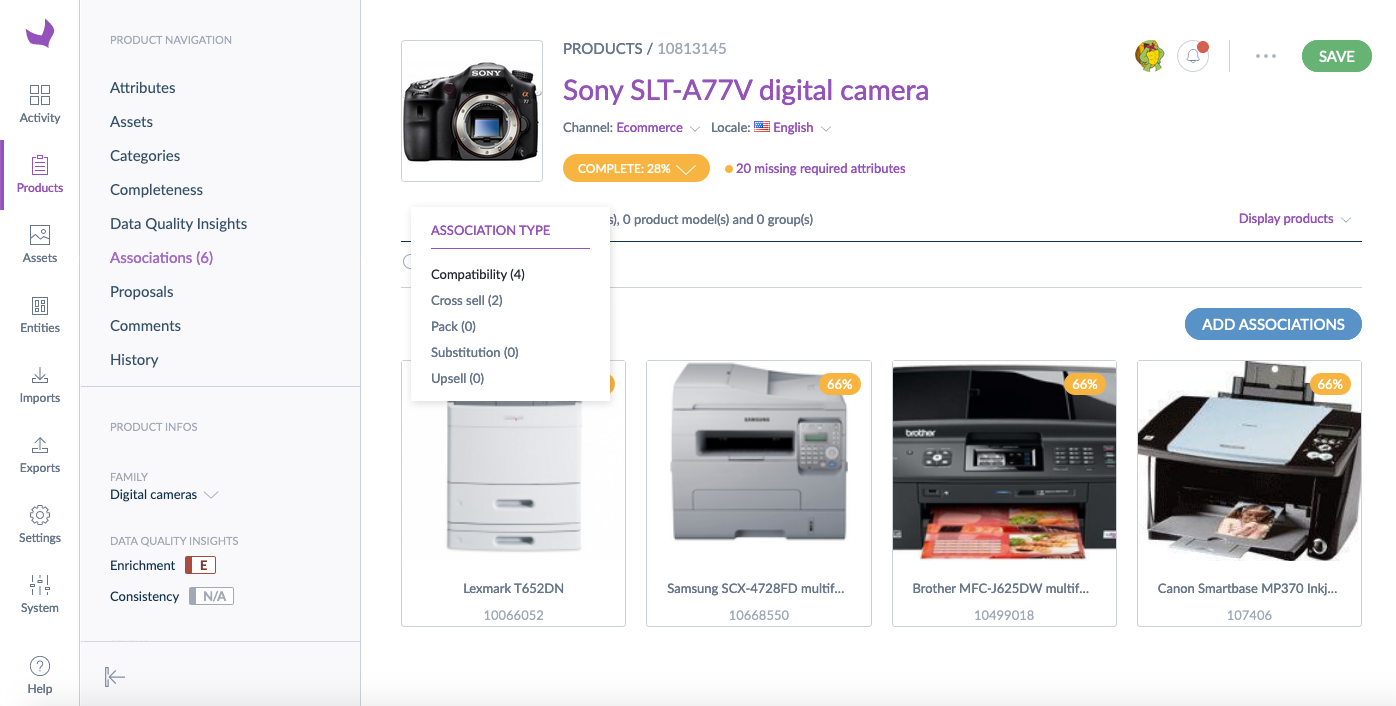 Activity
Products
Assets
Entities
Imports
Exports
Settings
System
Help
PRODUCT NAVIGATION
Attributes
Assets
Categories
Completeness
Data Quality Insights
Associations (6)
Proposals
Comments
History
PRODUCT INFOS
FAMILY
Digital cameras
DATA QUALITY INSIGHTS
Enrichment E
Consistency N/A
SONY
PRODUCTS / 10813145
SAVE
Sony SLT-A77V digital camera
Channel: Ecommerce Locale: English
COMPLETE: 28% 20 missing required attributes
s), 0 product model(s) and 0 group(s) Display products
ASSOCIATION TYPE
Compatibility (4)
Cross sell (2)
Pack (0)
Substitution (0)
Upsell (0)
ADD ASSOCIATIONS
Lexmark T652DN
10066052
66%
SAMSUNG
Samsung SCX-4728FD multif...
10668550
66%
brother
Brother MFC-J625DW multif...
10499018
66%
Canon Smartbase MP370 Inkj...
107406